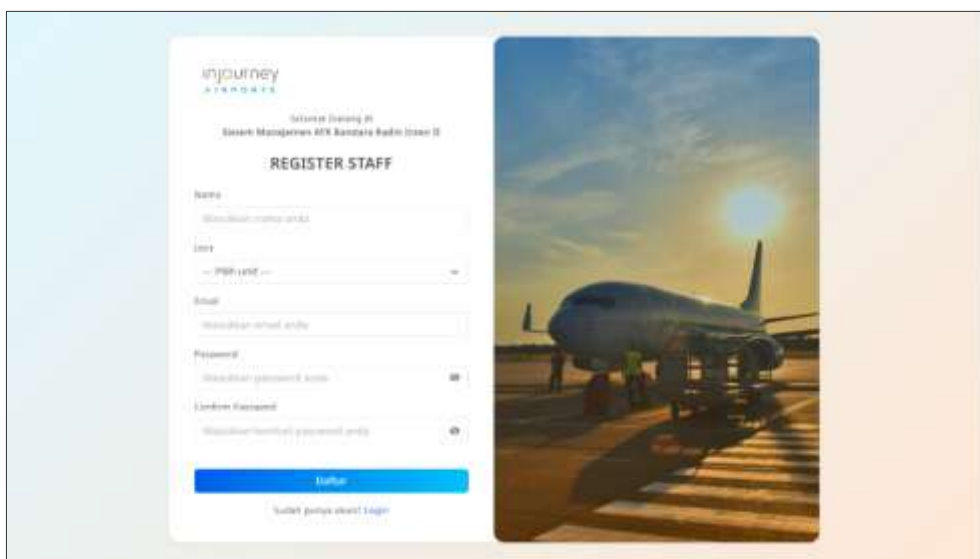 injourney
AIRPORTS
Selamat Datang di
Sistem Manajemen ATK Bandara Radin Inten II
REGISTER STAFF
Nama
Masukkan nama anda
Unit
-- Pilih unit --
Email
Masukkan email anda
Password
Masukkan password anda
Confirm Password
Masukkan kembali password anda
Daftar
Sudah punya akun? Login